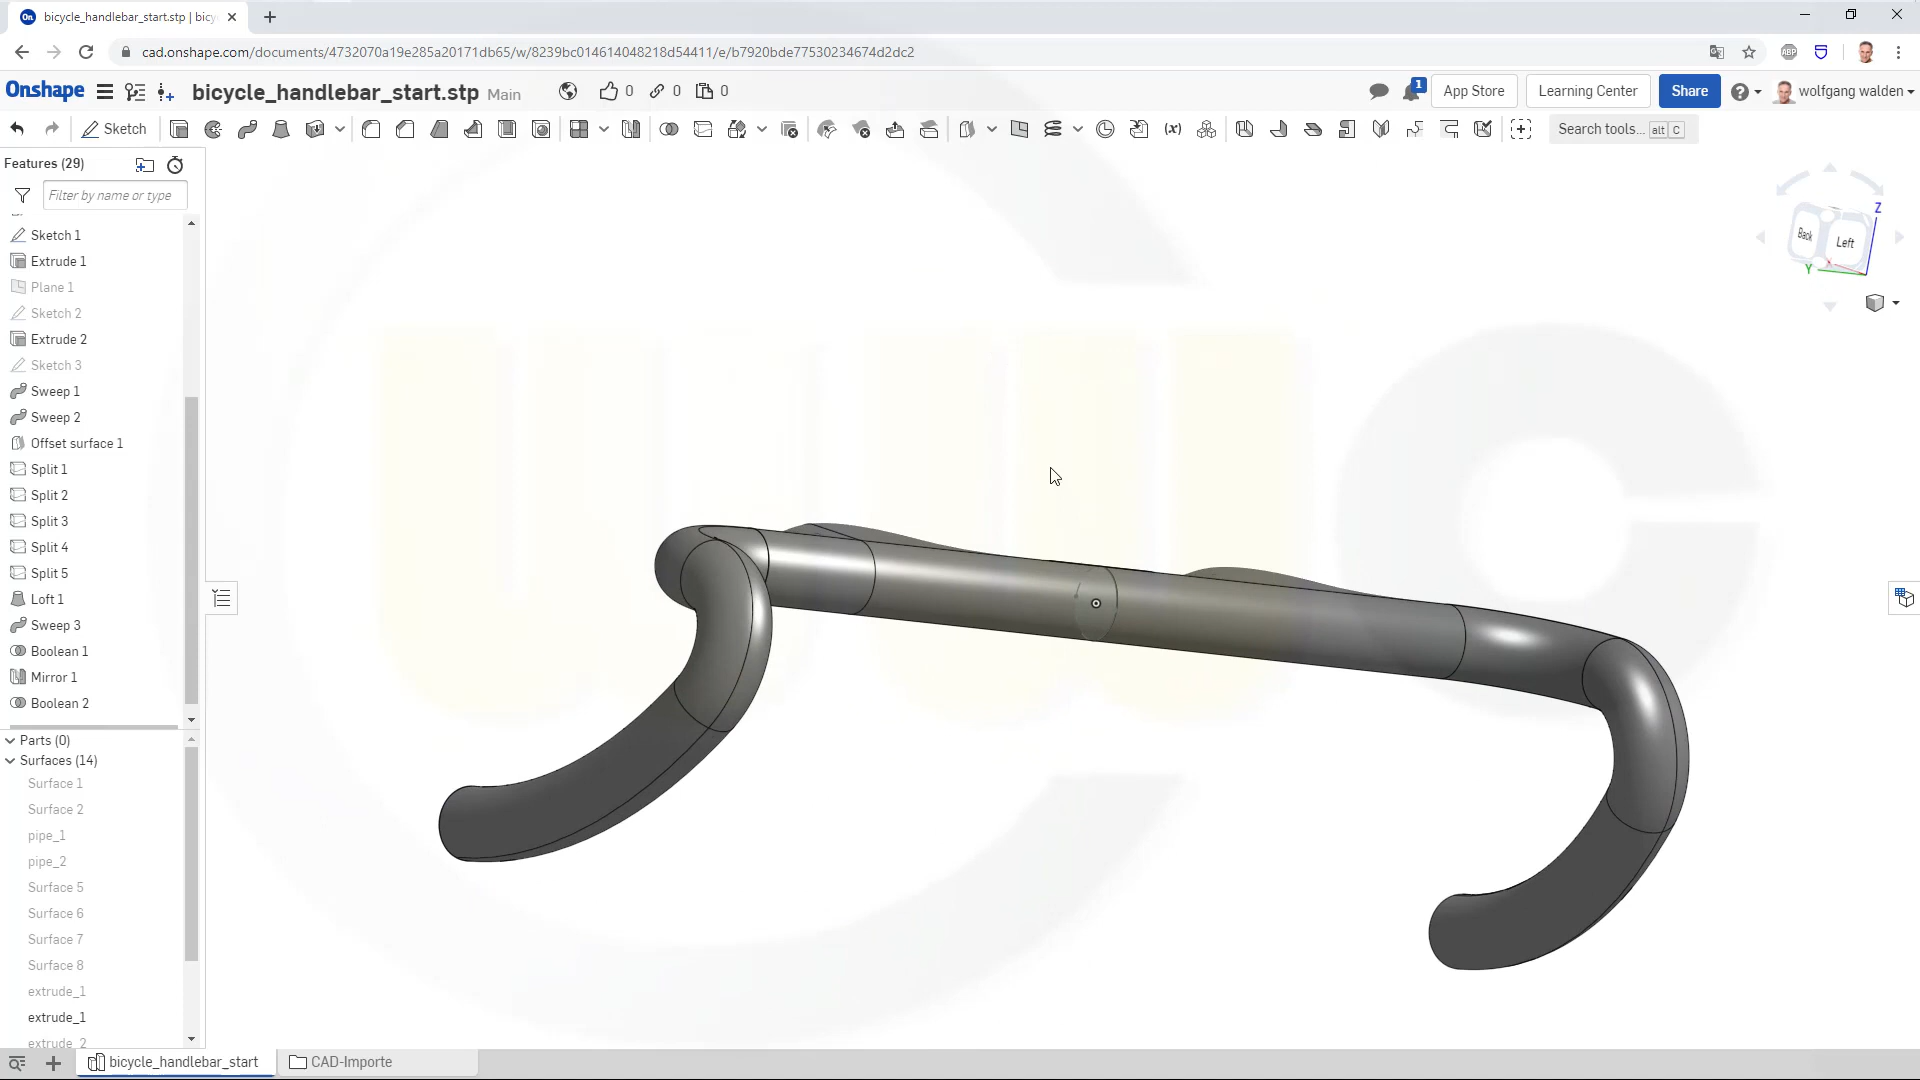 bicycle_handlebar_start.stp | bicy
cad.onshape.com/documents/4732070a19e285a20171db65/w/8239bc014614048218d54411/e/b7920bde77530234674d2dc2
ABP
Onshape
bicycle_handlebar_start.stp Main
0 0 0
1
App Store
Learning Center
Share
wolfgang walden
Sketch
(x)
Search tools... alt C
Features (29)
Filter by name or type
Sketch 1
Extrude 1
Plane 1
Sketch 2
Extrude 2
Sketch 3
Sweep 1
Sweep 2
Offset surface 1
Split 1
Split 2
Split 3
Split 4
Split 5
Loft 1
Sweep 3
Boolean 1
Mirror 1
Boolean 2
Parts (0)
Surfaces (14)
Surface 1
Surface 2
pipe_1
pipe_2
Surface 5
Surface 6
Surface 7
Surface 8
extrude_1
extrude_1
extrude_2
Z
Back
Left
Y
X
bicycle_handlebar_start
CAD-Importe